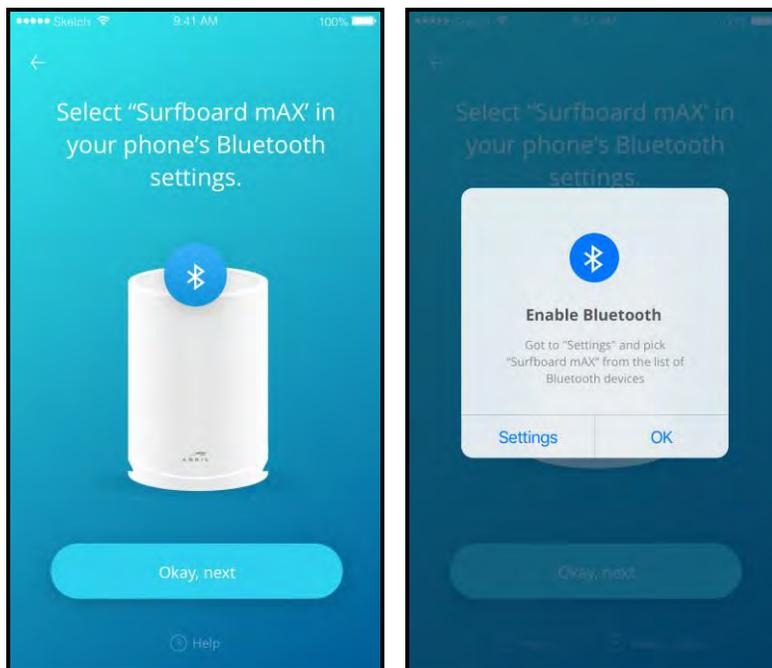 Sketch 9:41 AM 100%
Select “Surfboard mAX’ in
your phone’s Bluetooth
settings.
ARRIS
Okay, next
? Help
Select “Surfboard mAX’ in
your phone’s Bluetooth
settings.
Enable Bluetooth
Got to "Settings" and pick
"Surfboard mAX" from the list of
Bluetooth devices
Settings OK
Okay, next